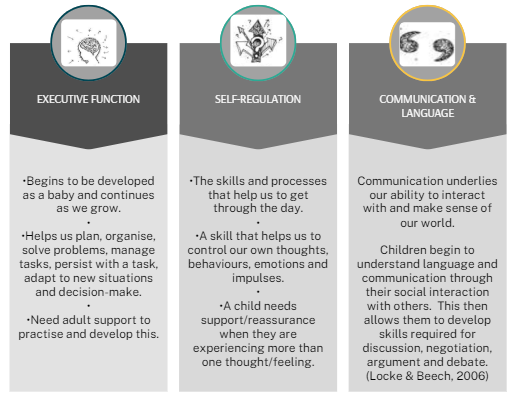 EXECUTIVE FUNCTION
•Begins to be developed
as a baby and continues
as we grow.
•
•Helps us plan, organise,
solve problems, manage
tasks, persist with a task,
adapt to new situations
and decision-make.
•
•Need adult support to
practise and develop this.
SELF-REGULATION
•The skills and processes
that help us to get
through the day.
•
•A skill that helps us to
control our own thoughts,
behaviours, emotions and
impulses.
•
•A child needs
support/reassurance
when they are
experiencing more than
one thought/feeling.
COMMUNICATION &
LANGUAGE
Communication underlies
our ability to interact
with and make sense of
our world.
Children begin to
understand language and
communication through
their social interaction
with others. This then
allows them to develop
skills required for
discussion, negotiation,
argument and debate.
(Locke & Beech, 2006)